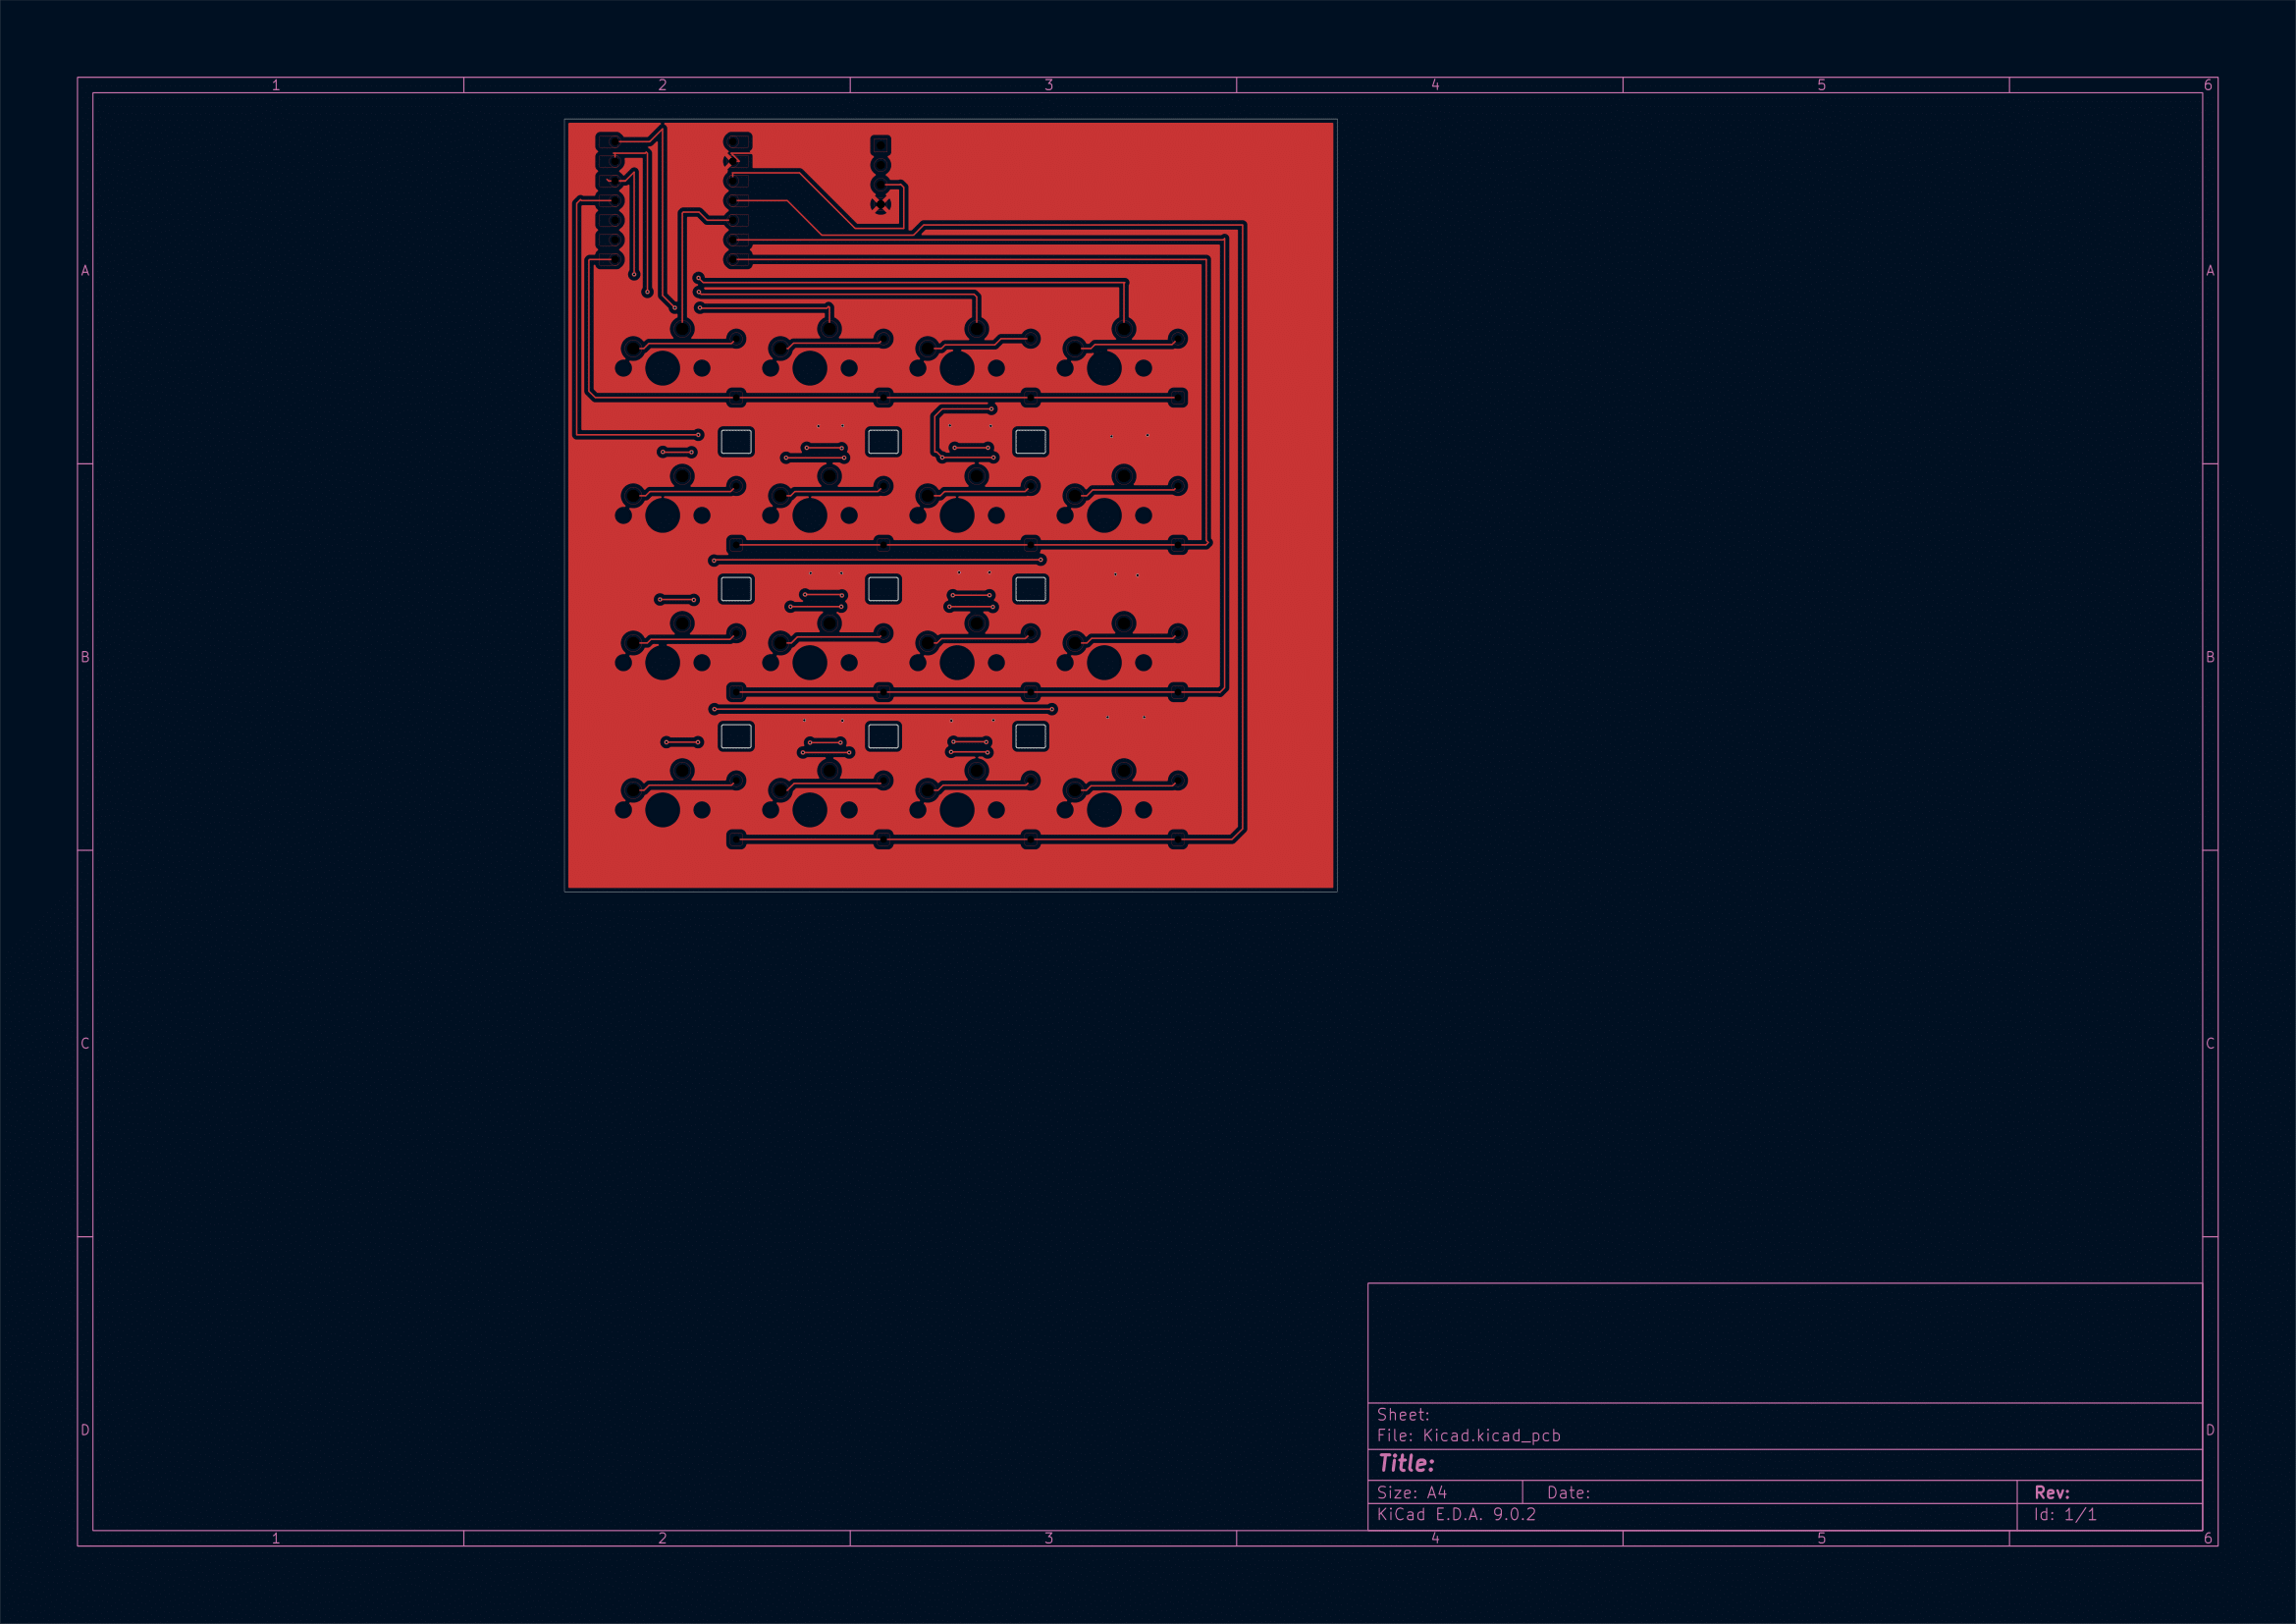 1 2 3 4 5 6
A A
B B
C C
D D
Sheet:
File: Kicad.kicad_pcb
Title:
Size: A4 Date: Rev:
KiCad E.D.A. 9.0.2 Id: 1/1
1 2 3 4 5 6